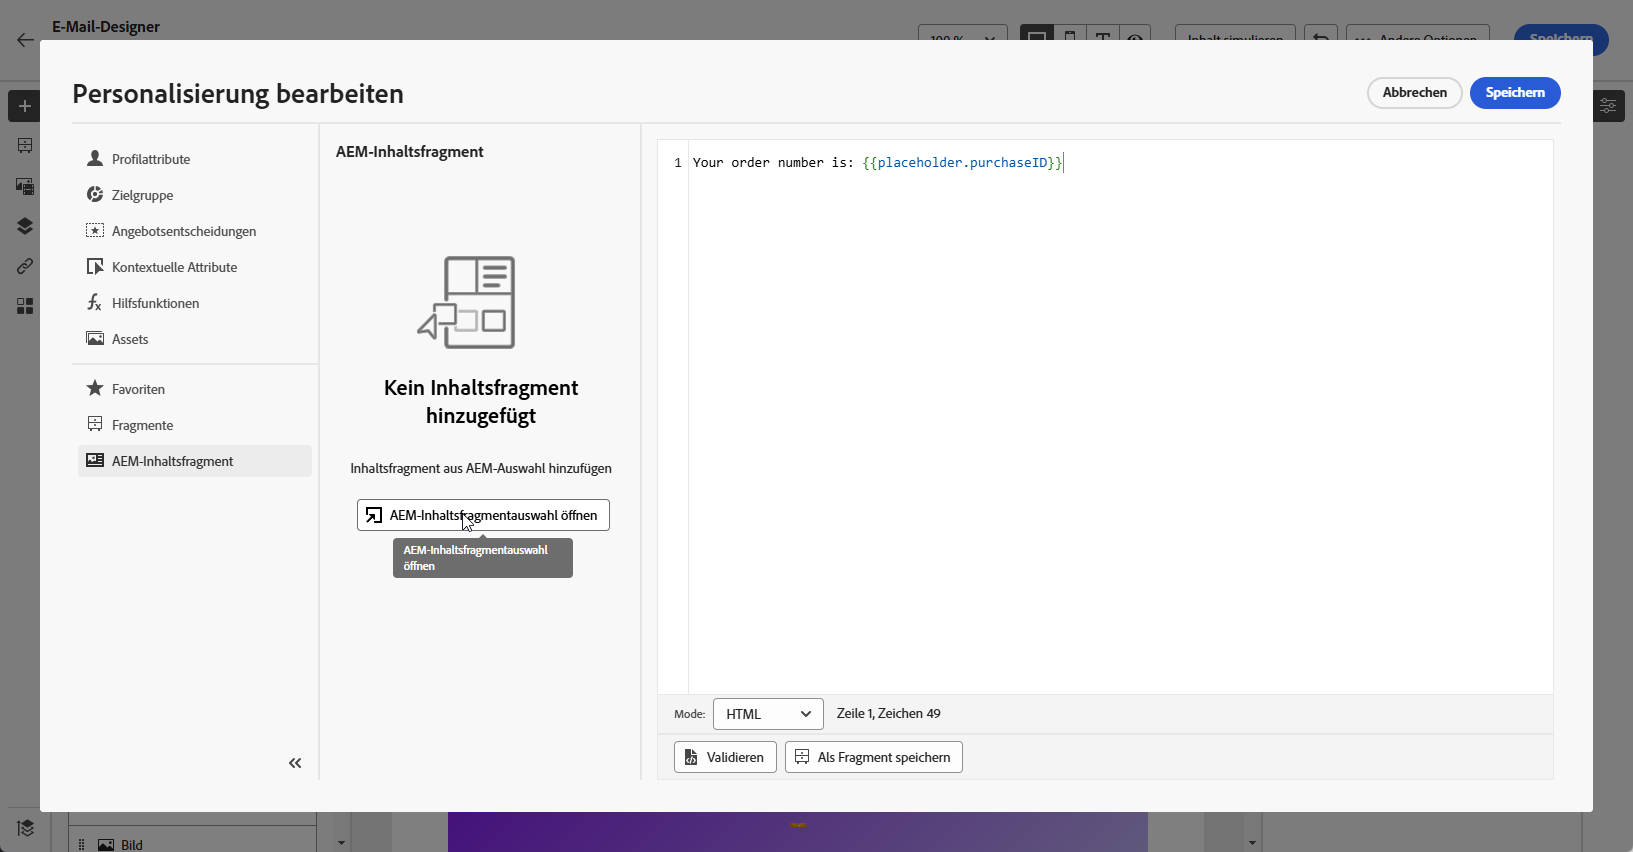 E-Mail-Designer
100 %
Inhalt simulieren
Andere Optionen
Speichern
Personalisierung bearbeiten
Abbrechen
Speichern
Profilattribute
Zielgruppe
Angebotsentscheidungen
Kontextuelle Attribute
Hilfsfunktionen
Assets
Favoriten
Fragmente
AEM-Inhaltsfragment
AEM-Inhaltsfragment
Kein Inhaltsfragment
hinzugefügt
Inhaltsfragment aus AEM-Auswahl hinzufügen
AEM-Inhaltsfragmentauswahl öffnen
AEM-Inhaltsfragmentauswahl
öffnen
1 Your order number is: {{placeholder.purchaseID}}
Mode: HTML Zeile 1, Zeichen 49
Validieren
Als Fragment speichern
Bild